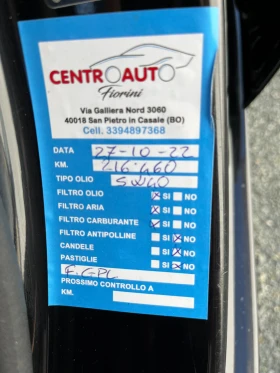 CENTROAUTO
Fiorini
Via Galliera Nord 3060
40018 San Pietro in Casale (BO)
Cell. 3394897368
DATA 27-10-22
KM. 216.460
TIPO OLIO 5W40
FILTRO OLIO SI NO
FILTRO ARIA SI NO
FILTRO CARBURANTE SI NO
FILTRO ANTIPOLLINE SI NO
CANDELE SI NO
PASTIGLIE SI NO
F. GPL
PROSSIMO CONTROLLO A
KM.